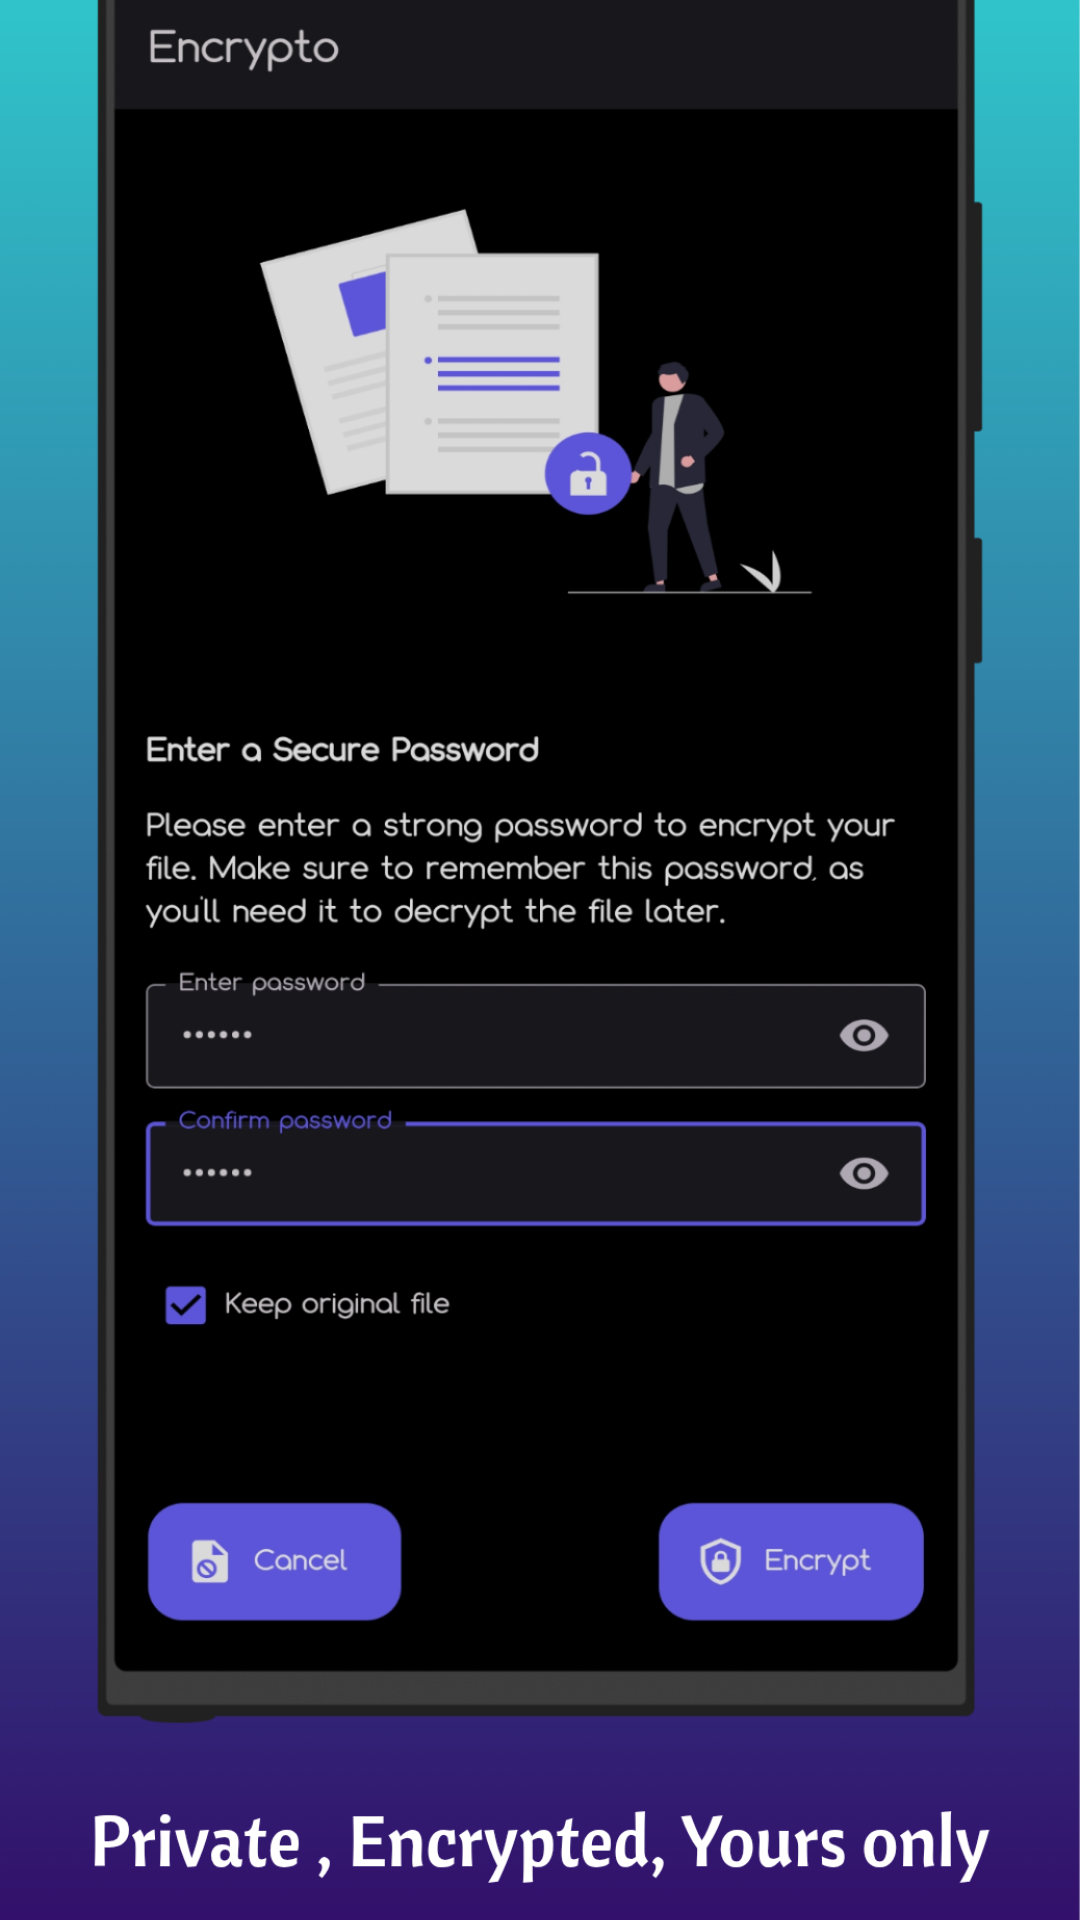 Encrypto
Enter a Secure Password
Please enter a strong password to encrypt your
file. Make sure to remember this password, as
you'll need it to decrypt the file later.
Enter password
••••••
Confirm password
••••••
Keep original file
Cancel
Encrypt
Private , Encrypted, Yours only